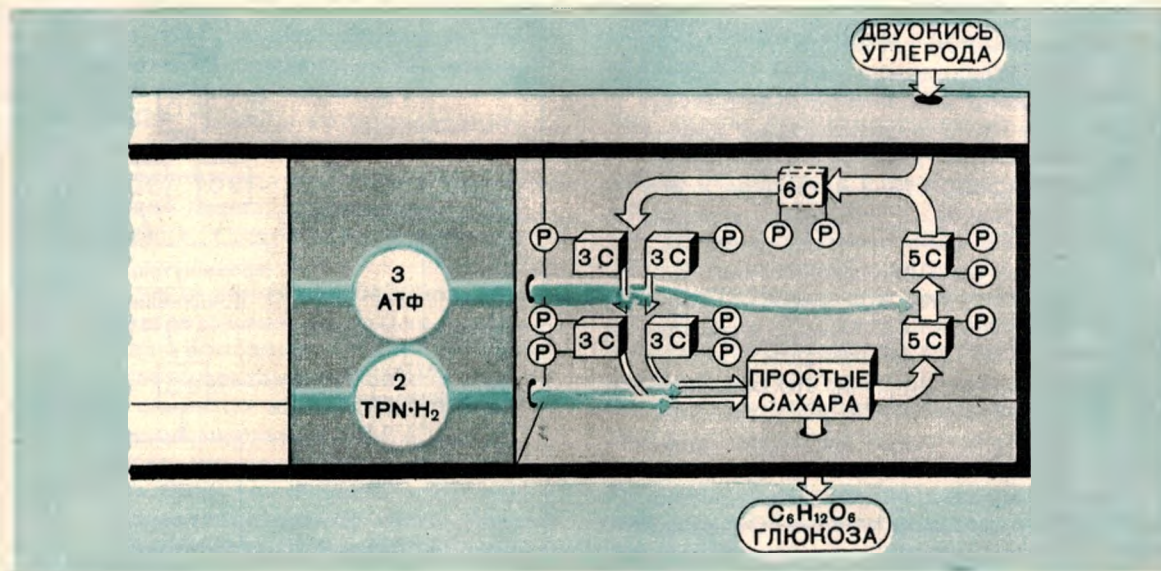 ДВУОКИСЬ
УГЛЕРОДА
6 C
P
P
P
3 C
3 C
P
5 C
P
P
3
АТФ
P
P
3 C
3 C
P
P
5 C
P
2
TPN·H₂
ПРОСТЫЕ
САХАРА
C₆H₁₂O₆
ГЛЮКОЗА